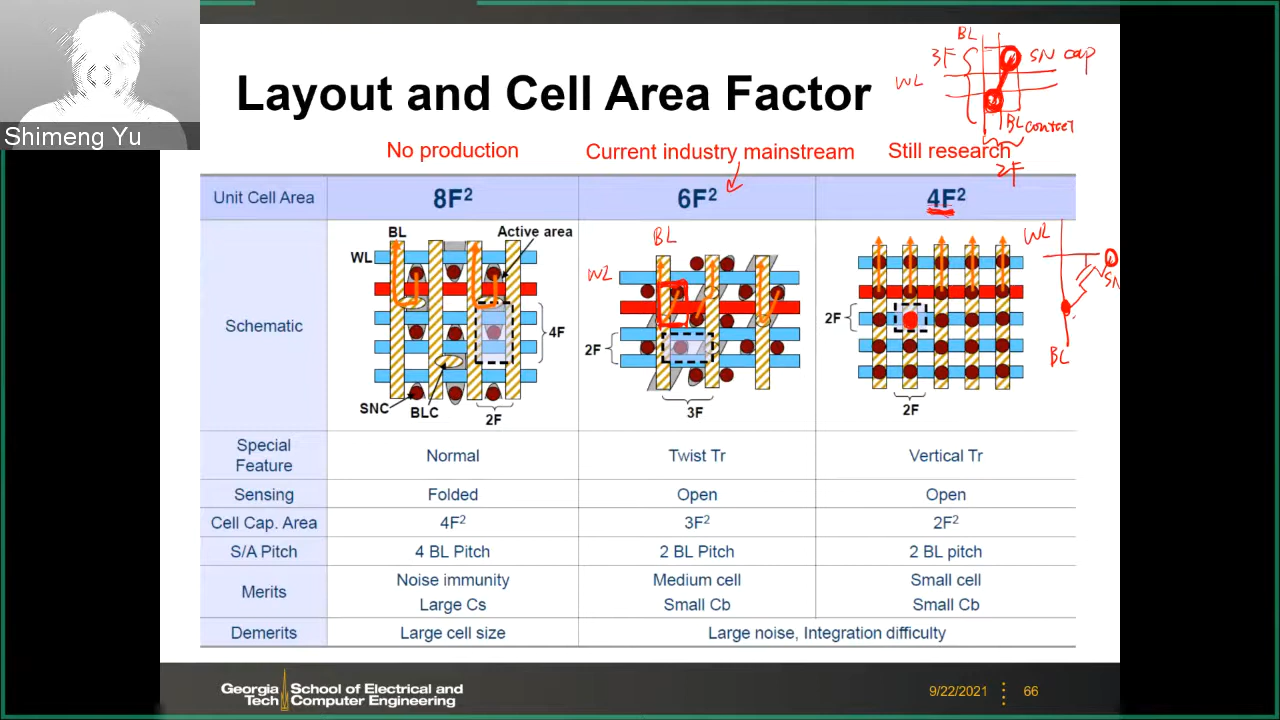 Shimeng Yu
Layout and Cell Area Factor
BL
3F
SN cap
WL
BL contact
2F
No production
Current industry mainstream
Still research
Unit Cell Area
8F²
6F²
4F²
Schematic
BL
Active area
WL
4F
SNC
BLC
2F
BL
WL
2F
3F
2F
2F
WL
SN
BL
Special Feature
Normal
Twist Tr
Vertical Tr
Sensing
Folded
Open
Open
Cell Cap. Area
4F²
3F²
2F²
S/A Pitch
4 BL Pitch
2 BL Pitch
2 BL pitch
Merits
Noise immunity
Large Cs
Medium cell
Small Cb
Small cell
Small Cb
Demerits
Large cell size
Large noise, Integration difficulty
Georgia Tech
School of Electrical and
Computer Engineering
9/22/2021
66